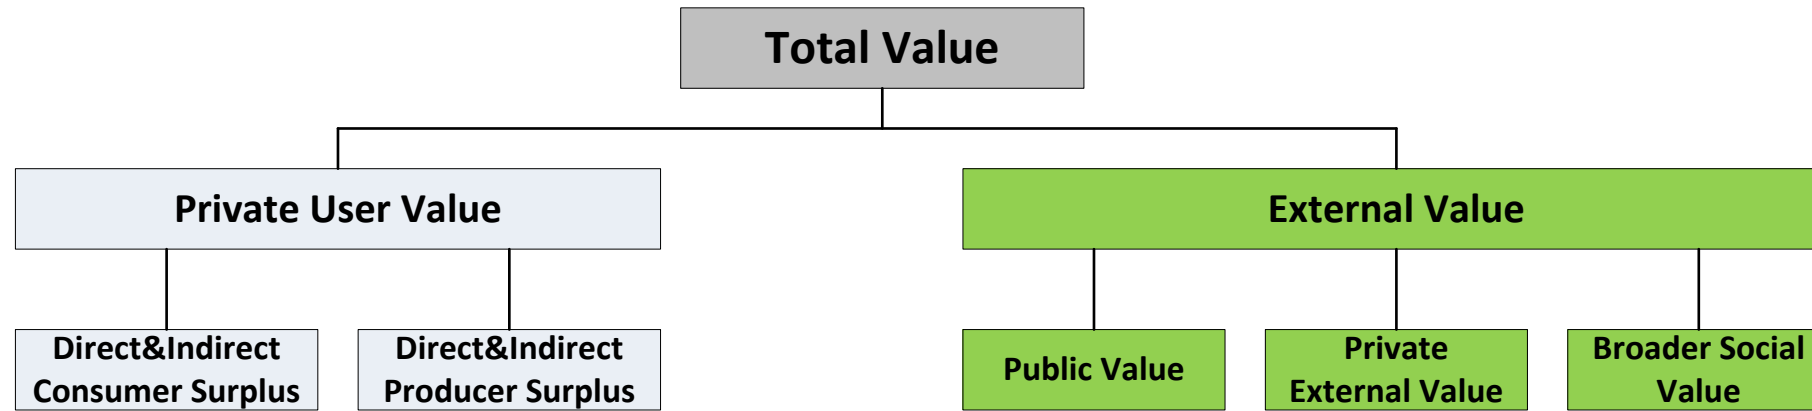 Total Value
Private User Value
External Value
Direct&Indirect
Consumer Surplus
Direct&Indirect
Producer Surplus
Public Value
Private
External Value
Broader Social
Value